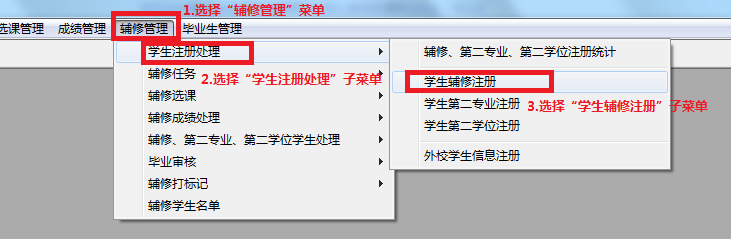 1.选择“辅修管理”菜单
选课管理 成绩管理 辅修管理 毕业生管理
学生注册处理
2.选择“学生注册处理”子菜单
辅修任务
辅修选课
辅修成绩处理
辅修、第二专业、第二学位学生处理
毕业审核
辅修打标记
辅修学生名单
辅修、第二专业、第二学位注册统计
学生辅修注册
3.选择“学生辅修注册”子菜单
学生第二专业注册
学生第二学位注册
外校学生信息注册